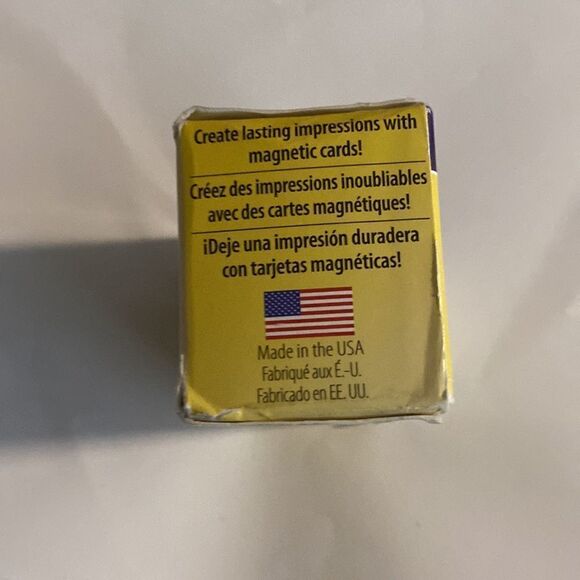 Create lasting impressions with
magnetic cards!
Créez des impressions inoubliables
avec des cartes magnétiques!
¡Deje una impresión duradera
con tarjetas magnéticas!
Made in the USA
Fabriqué aux É.-U.
Fabricado en EE. UU.